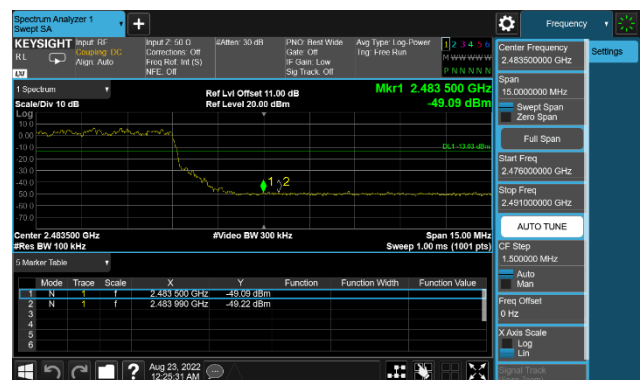 Spectrum Analyzer 1
Swept SA
Frequency
KEYSIGHT
Input: RF
Input Z: 50 Ω
#Atten: 30 dB
PNO: Best Wide
Avg Type: Log-Power
1 2 3 4 5 6
RL
Coupling: DC
Corrections: Off
Gate: Off
Trig: Free Run
M W W W W W
Align: Auto
Freq Ref: Int (S)
IF Gain: Low
P N N N N N
NFE: Off
Sig Track: Off
1 Spectrum
Ref Lvl Offset 11.00 dB
Mkr1 2.483 500 GHz
Scale/Div 10 dB
Ref Level 20.00 dBm
-49.09 dBm
Log
10.0
0.00
DL1 -13.63 dBm
-10.0
-20.0
-30.0
-40.0
1
2
-50.0
-60.0
-70.0
Center 2.483500 GHz
#Video BW 300 kHz
Span 15.00 MHz
#Res BW 100 kHz
Sweep 1.00 ms (1001 pts)
5 Marker Table
Mode Trace Scale X Y Function Function Width Function Value
1 N 1 f 2.483 500 GHz -49.09 dBm
2 N 1 f 2.483 990 GHz -49.22 dBm
3
4
5
6
Aug 23, 2022
12:25:31 AM
?
Center Frequency
2.483500000 GHz
Settings
Span
15.0000000 MHz
Swept Span
Zero Span
Full Span
Start Freq
2.476000000 GHz
Stop Freq
2.491000000 GHz
AUTO TUNE
CF Step
1.500000 MHz
Auto
Man
Freq Offset
0 Hz
X Axis Scale
Log
Lin
Signal Track